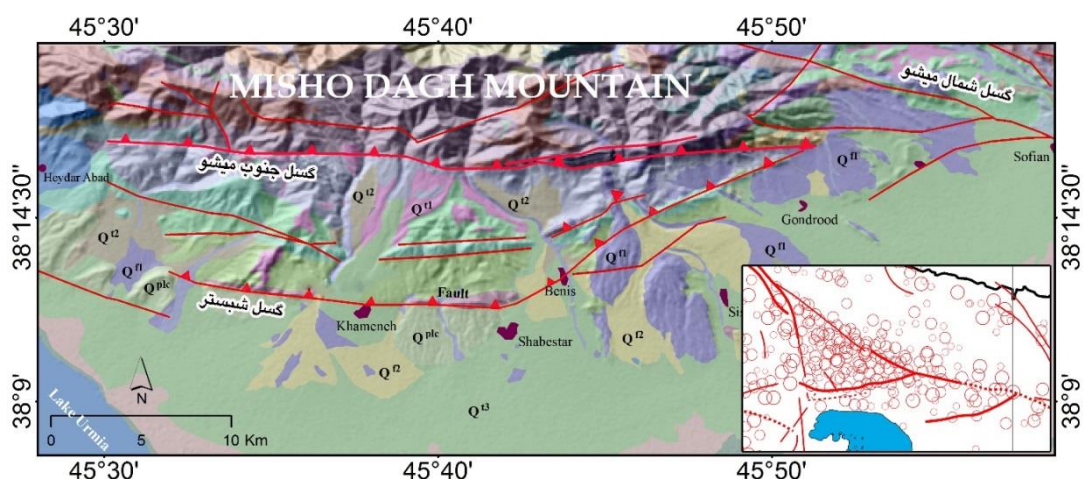 45°30'
45°40'
45°50'
MISHO DAGH MOUNTAIN
گسل شمال میشو
Sofian
Heydar Abad
گسل جنوب میشو
Q f1
Q t2
Q t1
Q t2
Gondrood
38°14'30"
38°14'30"
Q t2
Q f1
Q plc
Q f1
Q f1
Benis
Fault
گسل شبستر
Khameneh
Q plc
Shabestar
Q f2
Q f2
38°9'
38°9'
N
Q t3
Lake Urmia
0
5
10 Km
45°30'
45°40'
45°50'